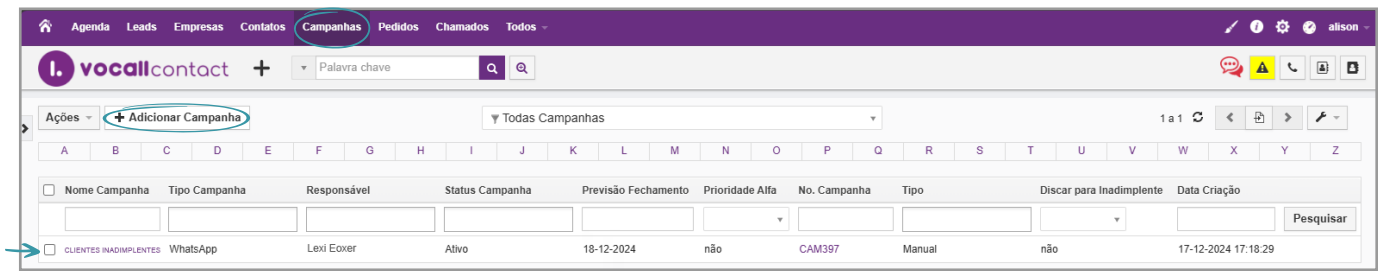 Agenda Leads Empresas Contatos Campanhas Pedidos Chamados Todos alison
vocallcontact Palavra chave
Ações Adicionar Campanha Todas Campanhas 1 a 1
A B C D E F G H I J K L M N O P Q R S T U V W X Y Z
Nome Campanha Tipo Campanha Responsável Status Campanha Previsão Fechamento Prioridade Alfa No. Campanha Tipo Discar para Inadimplente Data Criação
Pesquisar
CLIENTES INADIMPLENTES WhatsApp Lexi Eoxer Ativo 18-12-2024 não CAM397 Manual não 17-12-2024 17:18:29